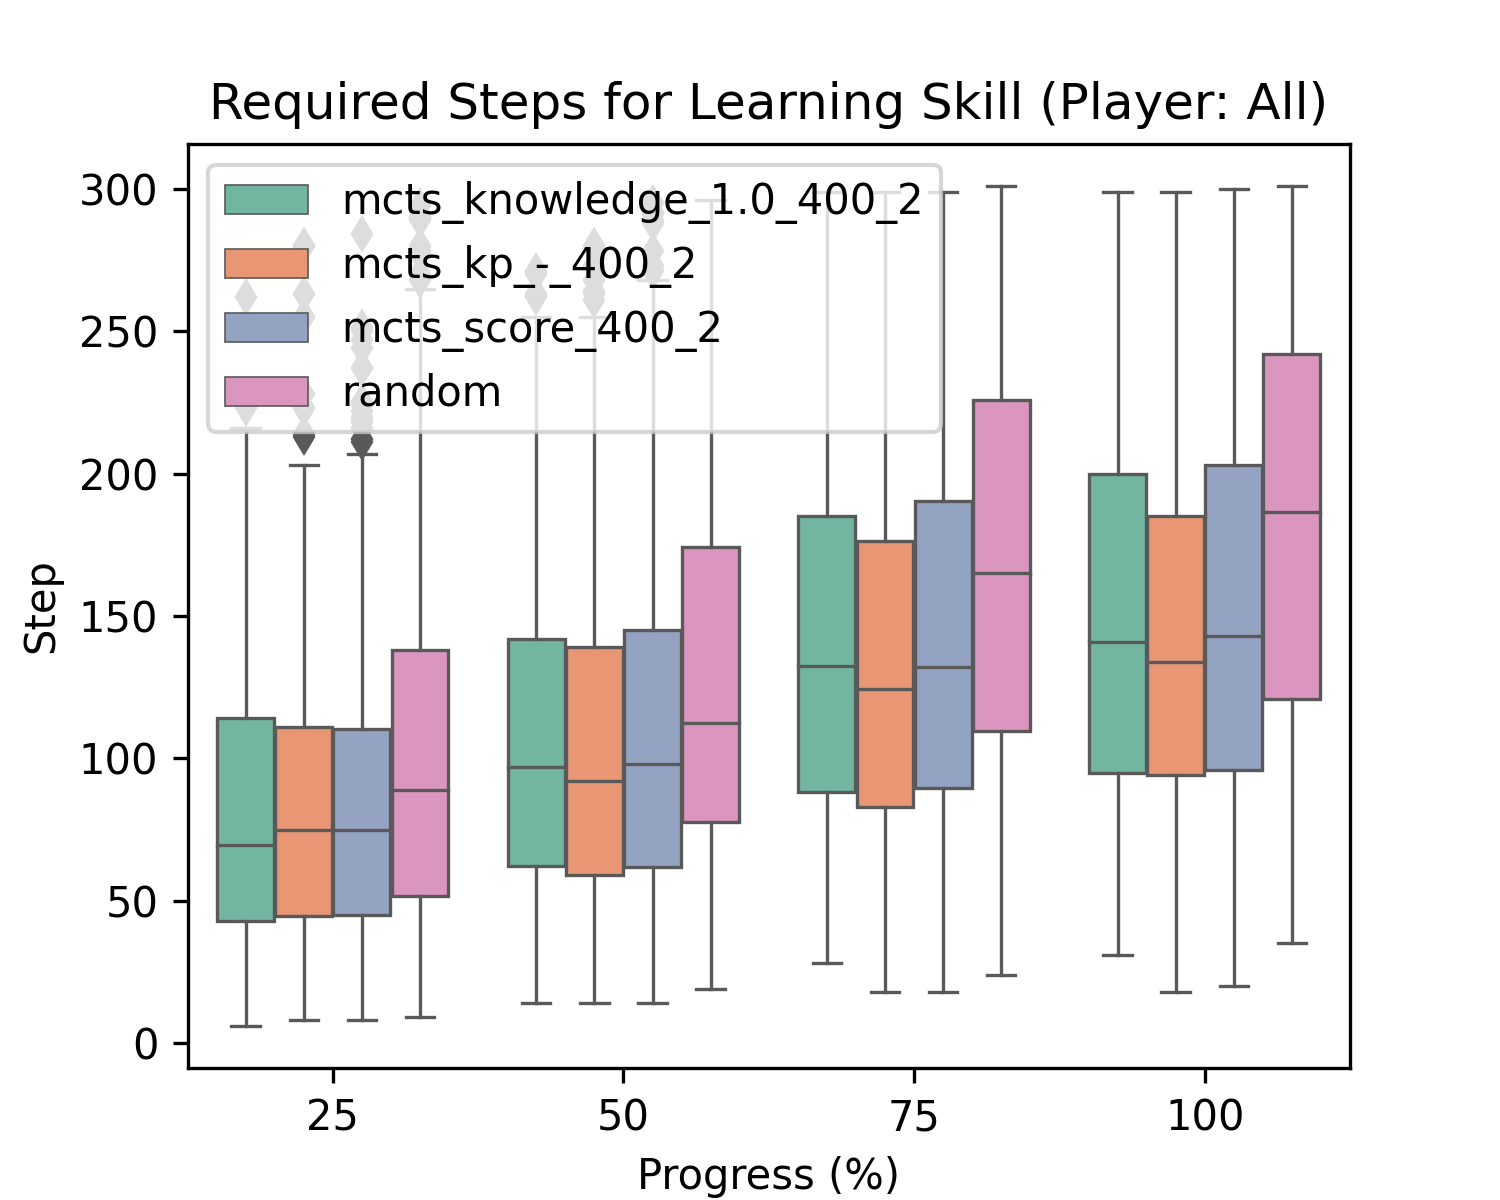 Required Steps for Learning Skill (Player: All)
mcts_knowledge_1.0_400_2
mcts_kp_-_400_2
mcts_score_400_2
random
300
250
200
150
100
50
0
Step
25 50 75 100
Progress (%)